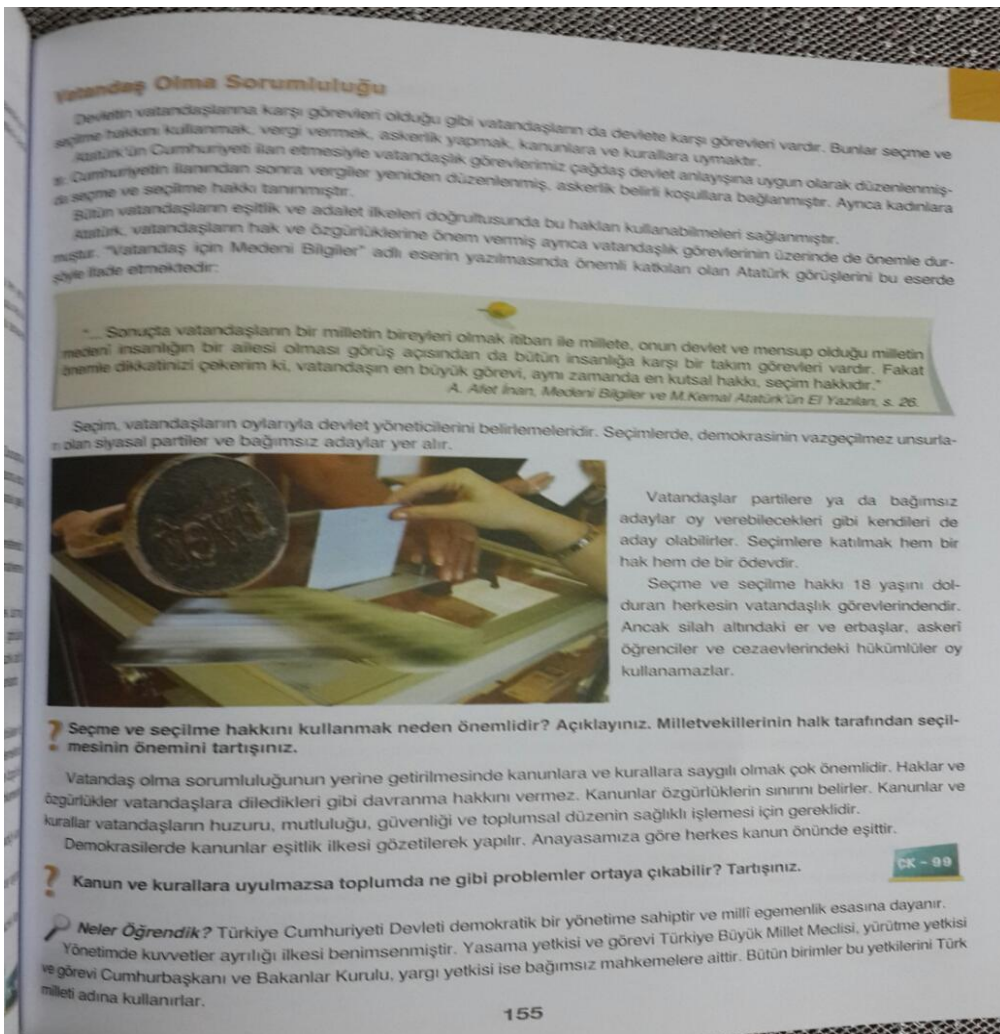 Vatandaş Olma Sorumluluğu
Devletin vatandaşlarına karşı görevleri olduğu gibi vatandaşların da devlete karşı görevleri vardır. Bunlar seçme ve
seçilme hakkını kullanmak, vergi vermek, askerlik yapmak, kanunlara ve kurallara uymaktır.
Atatürk'ün Cumhuriyeti ilan etmesiyle vatandaşlık görevlerimiz çağdaş devlet anlayışına uygun olarak düzenlenmiş-
tir. Cumhuriyetin ilanından sonra vergiler yeniden düzenlenmiş, askerlik belirli koşullara bağlanmıştır. Ayrıca kadınlara
da seçme ve seçilme hakkı tanınmıştır.
Bütün vatandaşların eşitlik ve adalet ilkeleri doğrultusunda bu hakları kullanabilmeleri sağlanmıştır.
Atatürk, vatandaşların hak ve özgürlüklerine önem vermiş ayrıca vatandaşlık görevlerinin üzerinde de önemle dur-
muştur. "Vatandaş için Medeni Bilgiler" adlı eserin yazılmasında önemli katkıları olan Atatürk görüşlerini bu eserde
şöyle ifade etmektedir:
"... Sonuçta vatandaşların bir milletin bireyleri olmak itibarı ile millete, onun devlet ve mensup olduğu milletin
medenî insanlığın bir ailesi olması görüş açısından da bütün insanlığa karşı bir takım görevleri vardır. Fakat
önemle dikkatinizi çekerim ki, vatandaşın en büyük görevi, aynı zamanda en kutsal hakkı, seçim hakkıdır."
A. Afet İnan, Medeni Bilgiler ve M.Kemal Atatürk'ün El Yazıları, s. 26.
Seçim, vatandaşların oylarıyla devlet yöneticilerini belirlemeleridir. Seçimlerde, demokrasinin vazgeçilmez unsurla-
rı olan siyasal partiler ve bağımsız adaylar yer alır.
Vatandaşlar partilere ya da bağımsız
adaylar oy verebilecekleri gibi kendileri de
aday olabilirler. Seçimlere katılmak hem bir
hak hem de bir ödevdir.
Seçme ve seçilme hakkı 18 yaşını dol-
duran herkesin vatandaşlık görevlerindendir.
Ancak silah altındaki er ve erbaşlar, askerî
öğrenciler ve cezaevlerindeki hükümlüler oy
kullanamazlar.
? Seçme ve seçilme hakkını kullanmak neden önemlidir? Açıklayınız. Milletvekillerinin halk tarafından seçil-
mesinin önemini tartışınız.
Vatandaş olma sorumluluğunun yerine getirilmesinde kanunlara ve kurallara saygılı olmak çok önemlidir. Haklar ve
özgürlükler vatandaşlara diledikleri gibi davranma hakkını vermez. Kanunlar özgürlüklerin sınırını belirler. Kanunlar ve
kurallar vatandaşların huzuru, mutluluğu, güvenliği ve toplumsal düzenin sağlıklı işlemesi için gereklidir.
Demokrasilerde kanunlar eşitlik ilkesi gözetilerek yapılır. Anayasamıza göre herkes kanun önünde eşittir.
? Kanun ve kurallara uyulmazsa toplumda ne gibi problemler ortaya çıkabilir? Tartışınız.
ÇK - 99
Neler Öğrendik? Türkiye Cumhuriyeti Devleti demokratik bir yönetime sahiptir ve millî egemenlik esasına dayanır.
Yönetimde kuvvetler ayrılığı ilkesi benimsenmiştir. Yasama yetkisi ve görevi Türkiye Büyük Millet Meclisi, yürütme yetkisi
ve görevi Cumhurbaşkanı ve Bakanlar Kurulu, yargı yetkisi ise bağımsız mahkemelere aittir. Bütün birimler bu yetkilerini Türk
milleti adına kullanırlar.
155